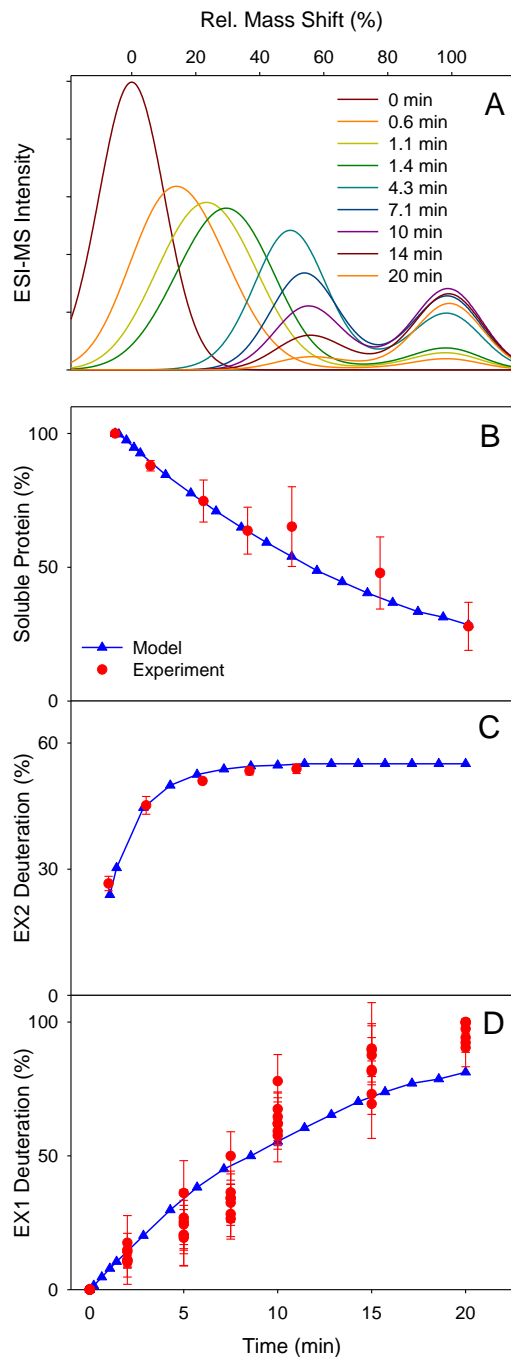 Rel. Mass Shift (%)
0 20 40 60 80 100
A
ESI-MS Intensity
0 min
0.6 min
1.1 min
1.4 min
4.3 min
7.1 min
10 min
14 min
20 min
B
Soluble Protein (%)
100
50
0
Model
Experiment
C
EX2 Deuteration (%)
60
30
0
D
EX1 Deuteration (%)
100
50
0
0 5 10 15 20
Time (min)